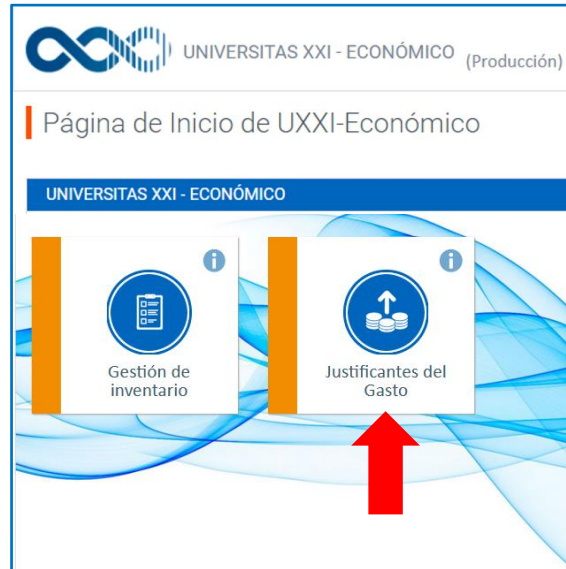 UNIVERSITAS XXI - ECONÓMICO (Producción)
Página de Inicio de UXXI-Económico
UNIVERSITAS XXI - ECONÓMICO
Gestión de
inventario
Justificantes del
Gasto